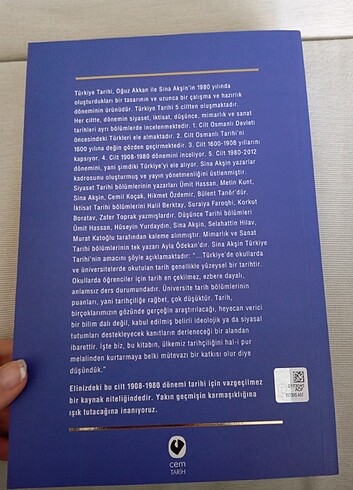 Türkiye Tarihi, Oğuz Akkan ile Sina Akşin'in 1980 yılında
oluşturdukları bir tasarının ve uzunca bir çalışma ve hazırlık
döneminin ürünüdür. Türkiye Tarihi 5 ciltten oluşmaktadır.
Her ciltte, dönemin siyaset, iktisat, düşünce, mimarlık ve sanat
tarihleri ayrı bölümlerde incelenmektedir. 1. Cilt Osmanlı Devleti
öncesindeki Türkleri ele almaktadır. 2. Cilt Osmanlı Tarihi'ni
1600 yılına değin gözden geçirmektedir. 3. Cilt 1600-1908 yıllarını
kapsıyor. 4. Cilt 1908-1980 dönemini inceliyor. 5. Cilt 1980-2012
dönemini, yani şimdiki Türkiye'yi ele alıyor. Sina Akşin yazarlar
kadrosunu oluşturmuş ve yayın yönetmenliğini üstlenmiştir.
Siyaset Tarihi bölümlerinin yazarları Ümit Hassan, Metin Kunt,
Sina Akşin, Cemil Koçak, Hikmet Özdemir, Bülent Tanör'dür.
İktisat Tarihi bölümlerini Halil Berktay, Suraiya Faroqhi, Korkut
Boratav, Zafer Toprak yazmışlardır. Düşünce Tarihi bölümleri
Ümit Hassan, Hüseyin Yurdaydın, Sina Akşin, Selahattin Hilav,
Murat Katoğlu tarafından kaleme alınmıştır. Mimarlık ve Sanat
Tarihi bölümlerinin tek yazarı Ayla Ödekan'dır. Sina Akşin Türkiye
Tarihi'nin amacını şöyle açıklamaktadır: "...Türkiye'de okullarda
ve üniversitelerde okutulan tarih genellikle yüzeysel bir tarihtir.
Okullarda öğrenciler için tarih en çekilmez, ezbere dayalı,
anlamsız ders durumundadır. Üniversite tarih bölümlerinin
puanları, yani tarihçiliğe rağbet, çok düşüktür. Tarih,
birçoklarımızın gözünde gerçeğin araştırılacağı, heyecan verici
bir bilim dalı değil, kabul edilmiş belirli ideolojik ya da siyasal
tutumları destekleyecek kanıtların derleneceği bir alandan
ibarettir. İşte biz, bu kitabın, ülkemiz tarihçiliğini hal-i pür
melalinden kurtarmaya belki mütevazı bir katkısı olur diye
düşündük."
Elinizdeki bu cilt 1908-1980 dönemi tarihi için vazgeçilmez
bir kaynak niteliğindedir. Yakın geçmişin karmaşıklığına
ışık tutacağına inanıyoruz.
cem
TARİH